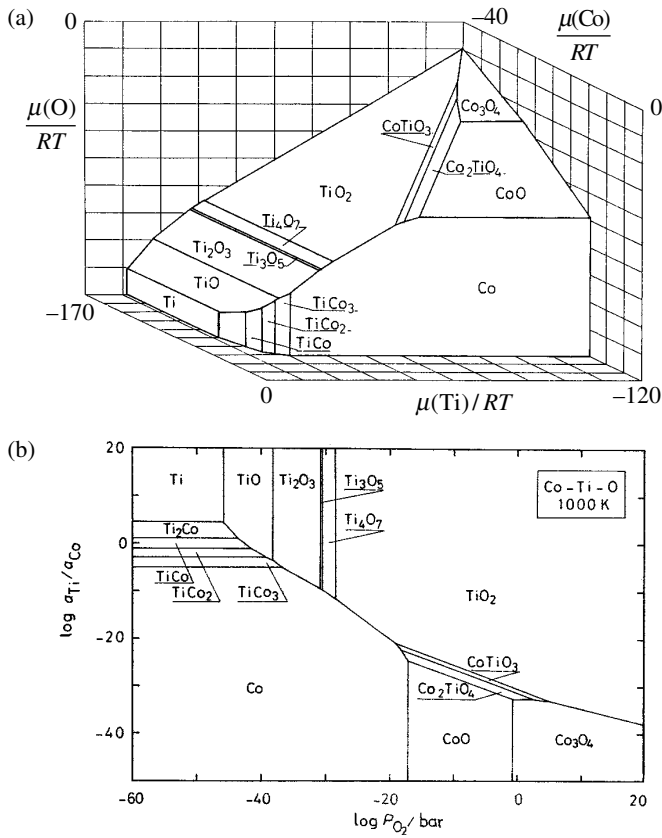 (a)
0
−40
μ(Co)
RT
0
μ(O)
RT
Co3O4
CoTiO3
Co2TiO4
TiO2
CoO
Ti4O7
Ti2O3
Ti3O5
TiO
Ti
TiCo3
TiCo2
TiCo
Co
−170
0
μ(Ti)/RT
−120
(b)
20
0
-20
-40
log aTi/aCo
Ti
TiO
Ti2O3
Ti3O5
Ti4O7
Co-Ti-O
1000 K
Ti2Co
TiCo
TiCo2
TiCo3
TiO2
CoTiO3
Co2TiO4
Co
CoO
Co3O4
-60
-40
-20
0
20
log PO2/bar